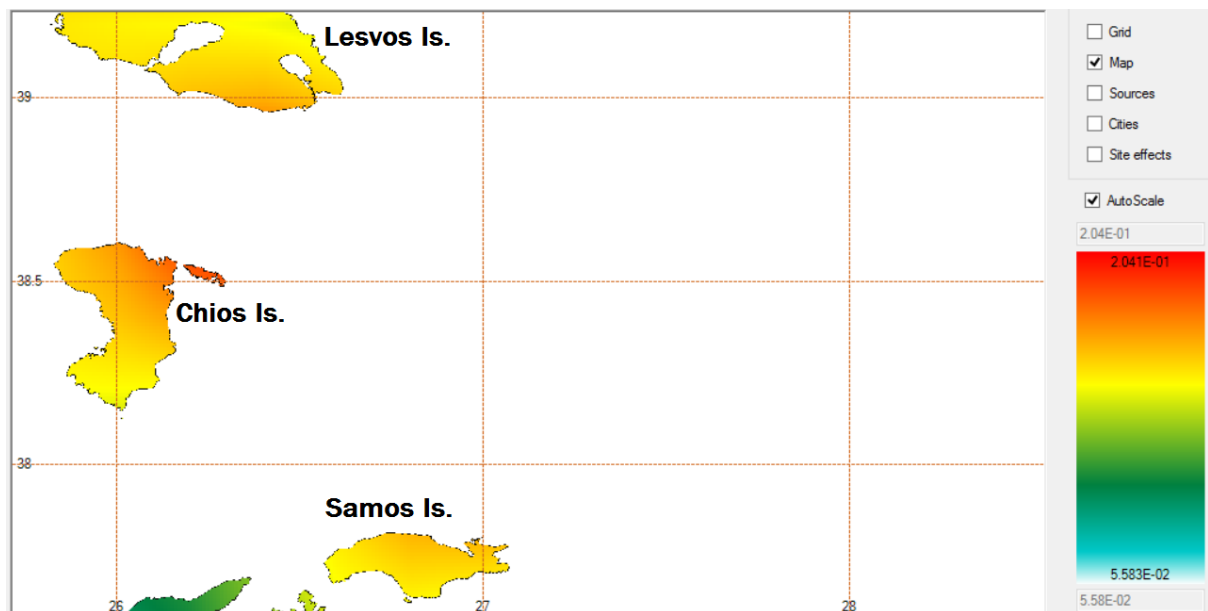 Lesvos Is.
39
38.5
Chios Is.
38
Samos Is.
26
27
28
Grid
Map
Sources
Cities
Site effects
AutoScale
2.04E-01
2.041E-01
5.583E-02
5.58E-02